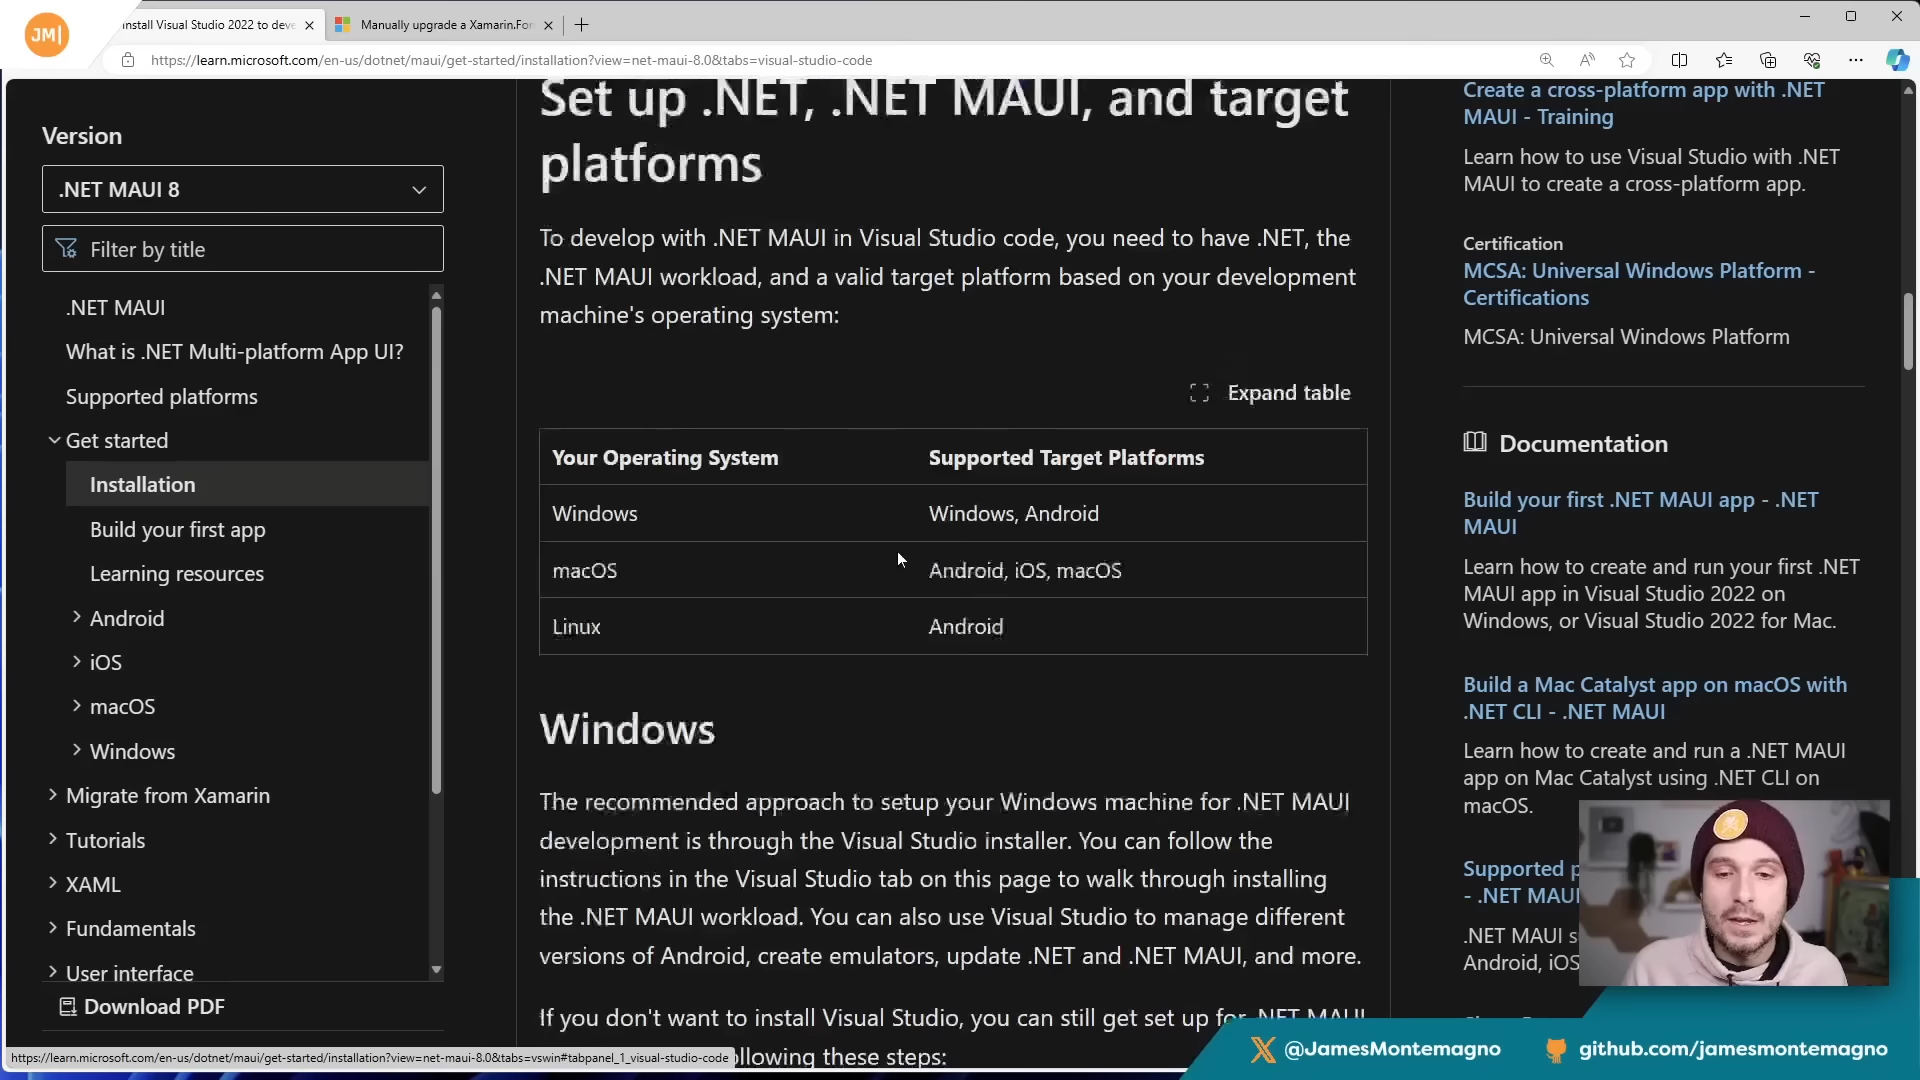 JM|
Install Visual Studio 2022 to deve
Manually upgrade a Xamarin.For
https://learn.microsoft.com/en-us/dotnet/maui/get-started/installation?view=net-maui-8.0&tabs=visual-studio-code
Version
.NET MAUI 8
Filter by title
.NET MAUI
What is .NET Multi-platform App UI?
Supported platforms
Get started
Installation
Build your first app
Learning resources
Android
iOS
macOS
Windows
Migrate from Xamarin
Tutorials
XAML
Fundamentals
User interface
Download PDF
Set up .NET, .NET MAUI, and target
platforms
To develop with .NET MAUI in Visual Studio code, you need to have .NET, the
.NET MAUI workload, and a valid target platform based on your development
machine's operating system:
Expand table
Your Operating System Supported Target Platforms
Windows Windows, Android
macOS Android, iOS, macOS
Linux Android
Windows
The recommended approach to setup your Windows machine for .NET MAUI
development is through the Visual Studio installer. You can follow the
instructions in the Visual Studio tab on this page to walk through installing
the .NET MAUI workload. You can also use Visual Studio to manage different
versions of Android, create emulators, update .NET and .NET MAUI, and more.
If you don't want to install Visual Studio, you can still get set up for .NET MAUI
following these steps:
Create a cross-platform app with .NET
MAUI - Training
Learn how to use Visual Studio with .NET
MAUI to create a cross-platform app.
Certification
MCSA: Universal Windows Platform -
Certifications
MCSA: Universal Windows Platform
Documentation
Build your first .NET MAUI app - .NET
MAUI
Learn how to create and run your first .NET
MAUI app in Visual Studio 2022 on
Windows, or Visual Studio 2022 for Mac.
Build a Mac Catalyst app on macOS with
.NET CLI - .NET MAUI
Learn how to create and run a .NET MAUI
app on Mac Catalyst using .NET CLI on
macOS.
Supported p
- .NET MAUI
.NET MAUI s
Android, iOS
https://learn.microsoft.com/en-us/dotnet/maui/get-started/installation?view=net-maui-8.0&tabs=vswin#tabpanel_1_visual-studio-code
@JamesMontemagno
github.com/jamesmontemagno